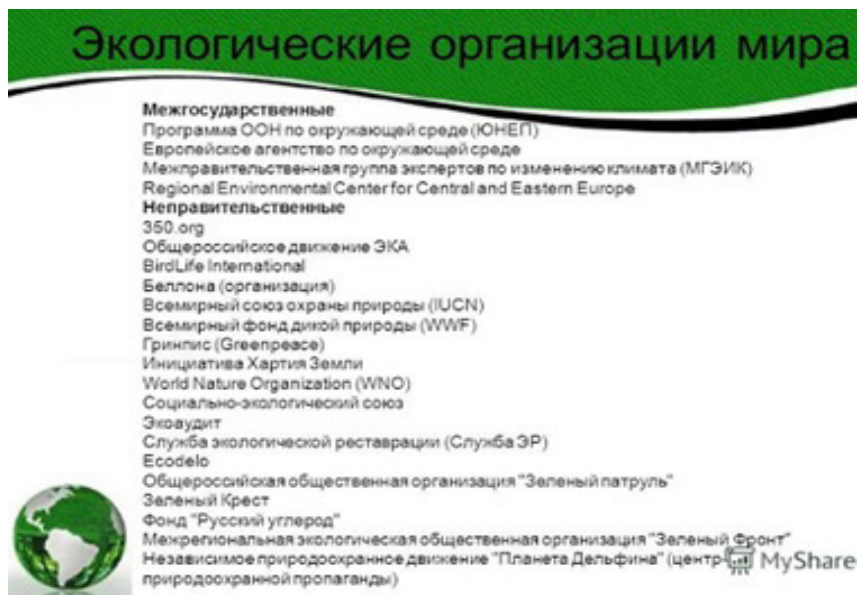 Экологические организации мира
Межгосударственные
Программа ООН по окружающей среде (ЮНЕП)
Европейское агентство по окружающей среде
Межправительственная группа экспертов по изменению климата (МГЭИК)
Regional Environmental Center for Central and Eastern Europe
Неправительственные
350.org
Общероссийское движение ЭКА
BirdLife International
Беллона (организация)
Всемирный союз охраны природы (IUCN)
Всемирный фонд дикой природы (WWF)
Гринпис (Greenpeace)
Инициатива Хартия Земли
World Nature Organization (WNO)
Социально-экологический союз
Экоаудит
Служба экологической реставрации (Служба ЭР)
Ecodelo
Общероссийская общественная организация "Зеленый патруль"
Зеленый Крест
Фонд "Русский углерод"
Межрегиональная экологическая общественная организация "Зеленый Фронт"
Независимое природоохранное движение "Планета Дельфина" (центр
природоохранной пропаганды)
MyShare